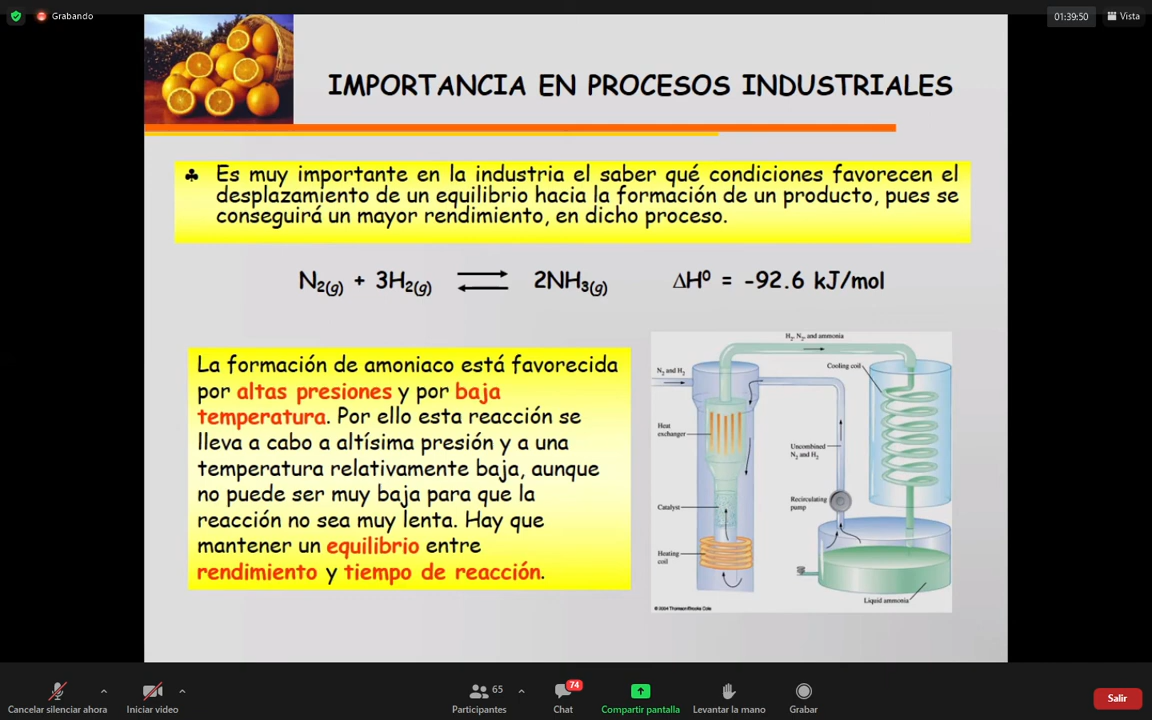 Grabando
01:39:50
Vista
IMPORTANCIA EN PROCESOS INDUSTRIALES
♣ Es muy importante en la industria el saber qué condiciones favorecen el
desplazamiento de un equilibrio hacia la formación de un producto, pues se
conseguirá un mayor rendimiento, en dicho proceso.
N2(g) + 3H2(g) ⇌ 2NH3(g) ΔH⁰ = -92.6 kJ/mol
La formación de amoniaco está favorecida
por altas presiones y por baja
temperatura. Por ello esta reacción se
lleva a cabo a altísima presión y a una
temperatura relativamente baja, aunque
no puede ser muy baja para que la
reacción no sea muy lenta. Hay que
mantener un equilibrio entre
rendimiento y tiempo de reacción.
H2, N2, and ammonia
N2 and H2
Cooling coil
Heat
exchanger
Uncombined
N2 and H2
Catalyst
Recirculating
pump
Heating
coil
Liquid ammonia
© 2004 Thomson/Brooks Cole
Cancelar silenciar ahora
Iniciar video
65
Participantes
74
Chat
Compartir pantalla
Levantar la mano
Grabar
Salir